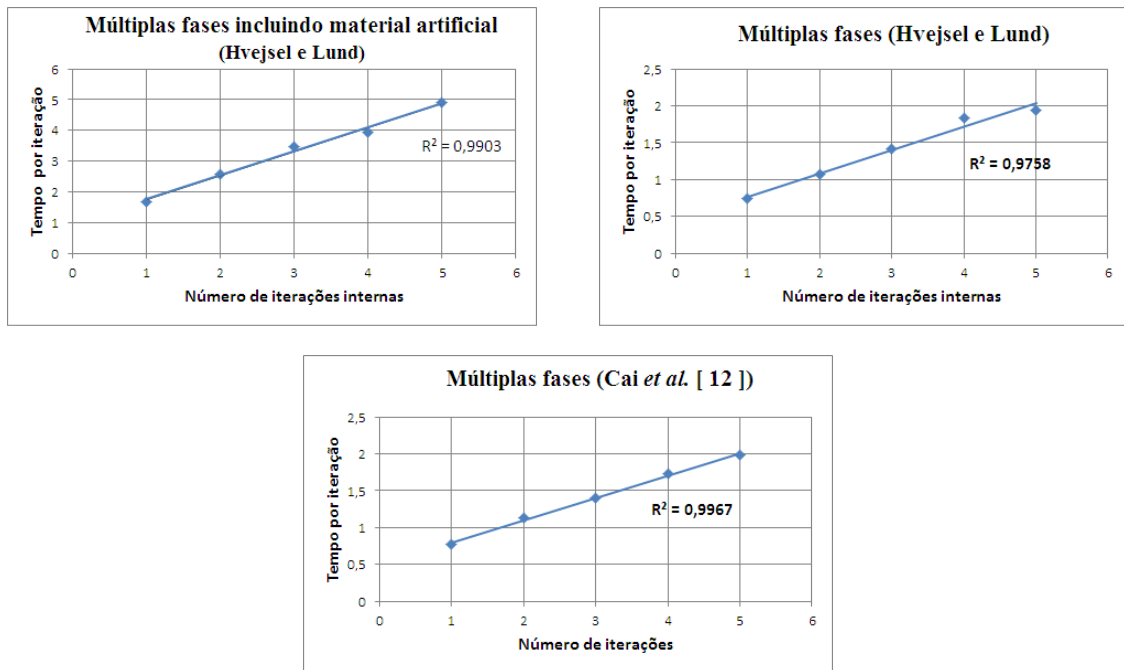 Múltiplas fases incluindo material artificial
(Hvejsel e Lund)
6
5
4
3
2
1
0
Tempo por iteração
R² = 0,9903
0 1 2 3 4 5 6
Número de iterações internas
Múltiplas fases (Hvejsel e Lund)
2,5
2
1,5
1
0,5
0
Tempo por iteração
R² = 0,9758
0 1 2 3 4 5 6
Número de iterações internas
Múltiplas fases (Cai et al. [ 12 ])
2,5
2
1,5
1
0,5
0
Tempo por iteração
R² = 0,9967
0 1 2 3 4 5 6
Número de iterações